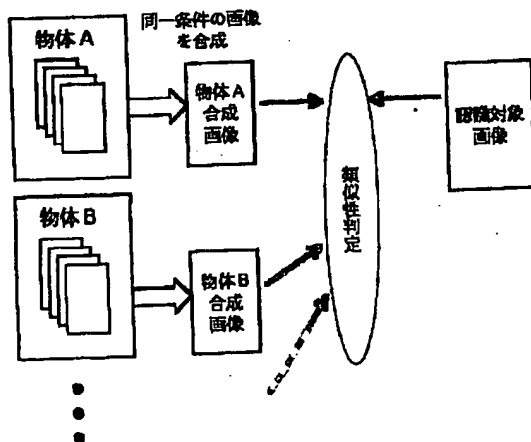 同一条件の画像
を合成
物体A
物体A
合成
画像
認識対象
画像
類似性判定
物体B
物体B
合成
画像